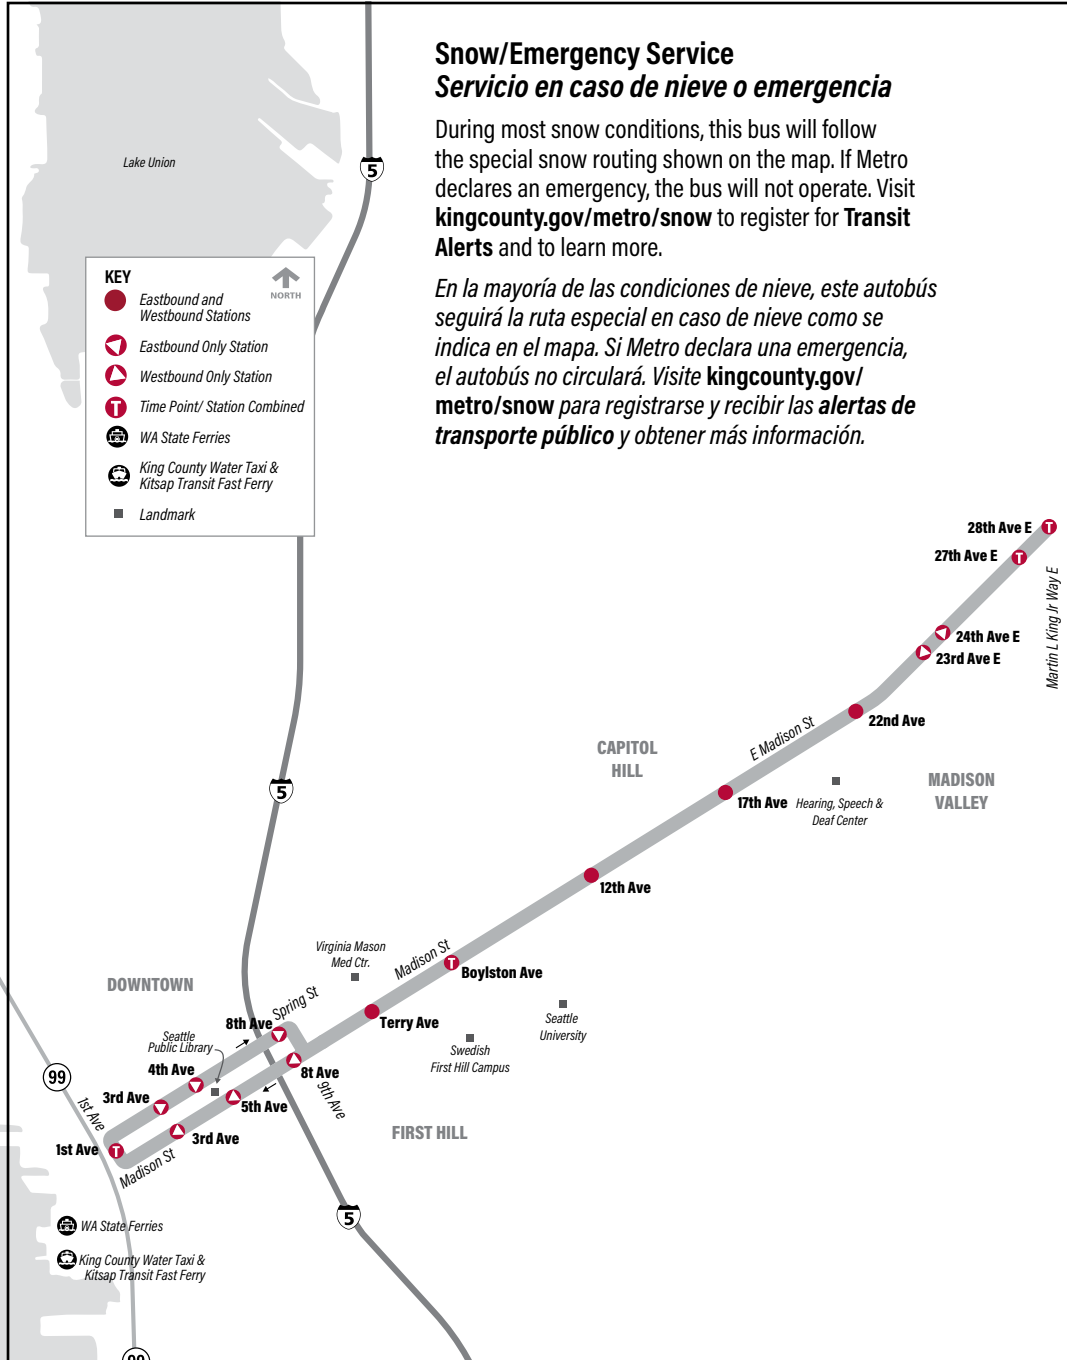 Snow/Emergency Service
Servicio en caso de nieve o emergencia
During most snow conditions, this bus will follow
the special snow routing shown on the map. If Metro
declares an emergency, the bus will not operate. Visit
kingcounty.gov/metro/snow to register for Transit
Alerts and to learn more.
En la mayoría de las condiciones de nieve, este autobús
seguirá la ruta especial en caso de nieve como se
indica en el mapa. Si Metro declara una emergencia,
el autobús no circulará. Visite kingcounty.gov/
metro/snow para registrarse y recibir las alertas de
transporte público y obtener más información.
Lake Union
5
KEY
NORTH
Eastbound and
Westbound Stations
Eastbound Only Station
Westbound Only Station
T
Time Point/ Station Combined
WA State Ferries
King County Water Taxi &
Kitsap Transit Fast Ferry
Landmark
28th Ave E
T
27th Ave E
T
Martin L King Jr Way E
24th Ave E
23rd Ave E
22nd Ave
E Madison St
CAPITOL
HILL
MADISON
VALLEY
5
17th Ave
Hearing, Speech &
Deaf Center
12th Ave
Virginia Mason
Med Ctr.
Madison St
T
Boylston Ave
DOWNTOWN
Spring St
8th Ave
Terry Ave
Seattle
University
Seattle
Public Library
Swedish
First Hill Campus
4th Ave
8t Ave
99
3rd Ave
5th Ave
9th Ave
1st Ave
3rd Ave
FIRST HILL
1st Ave
T
Madison St
5
WA State Ferries
King County Water Taxi &
Kitsap Transit Fast Ferry
99